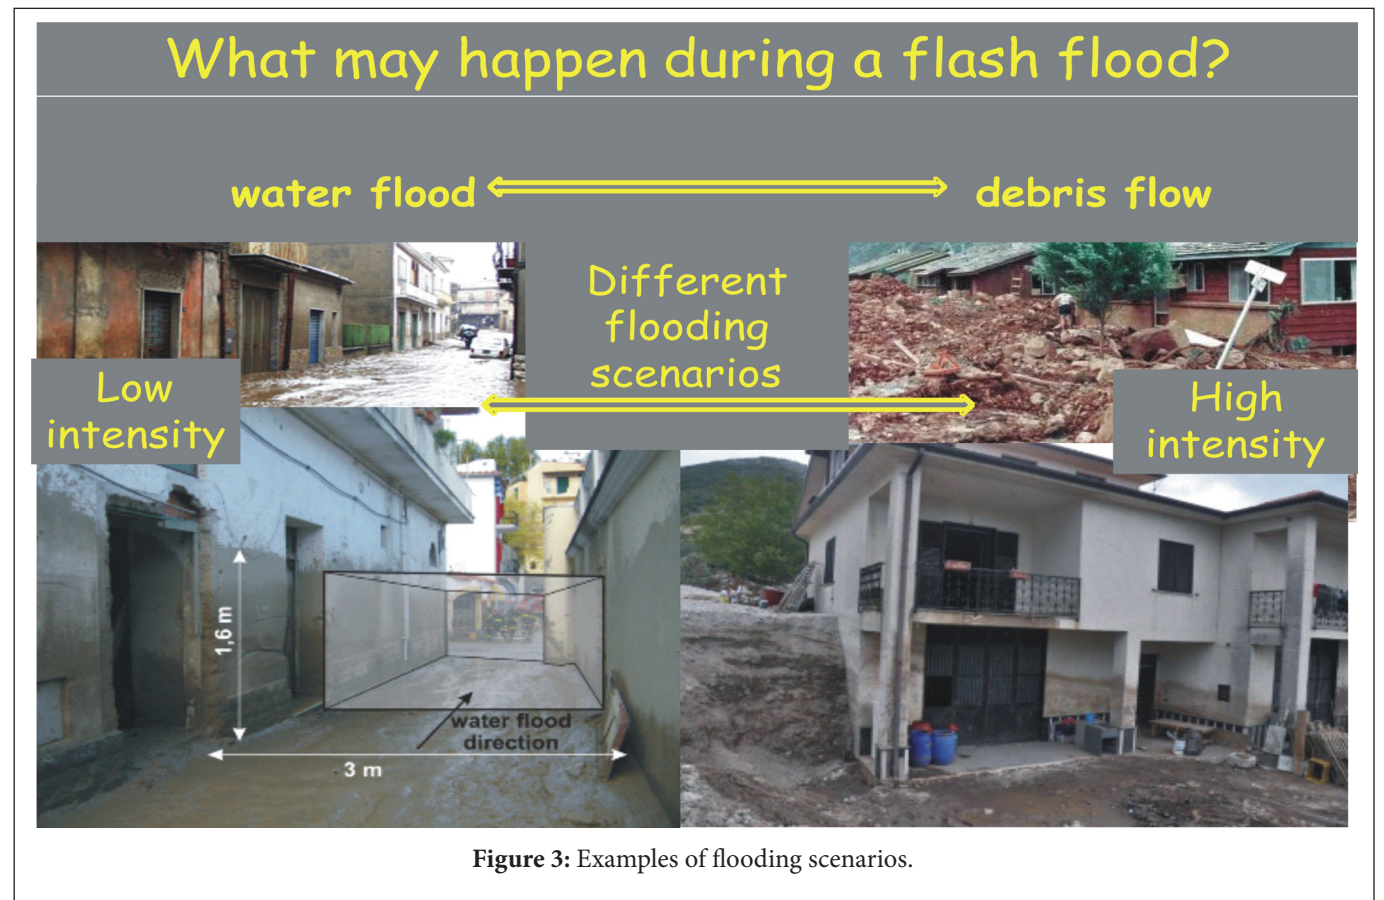 What may happen during a flash flood?
water flood
debris flow
Different
flooding
scenarios
Low
intensity
High
intensity
1,6 m
water flood
direction
3 m
Figure 3: Examples of flooding scenarios.